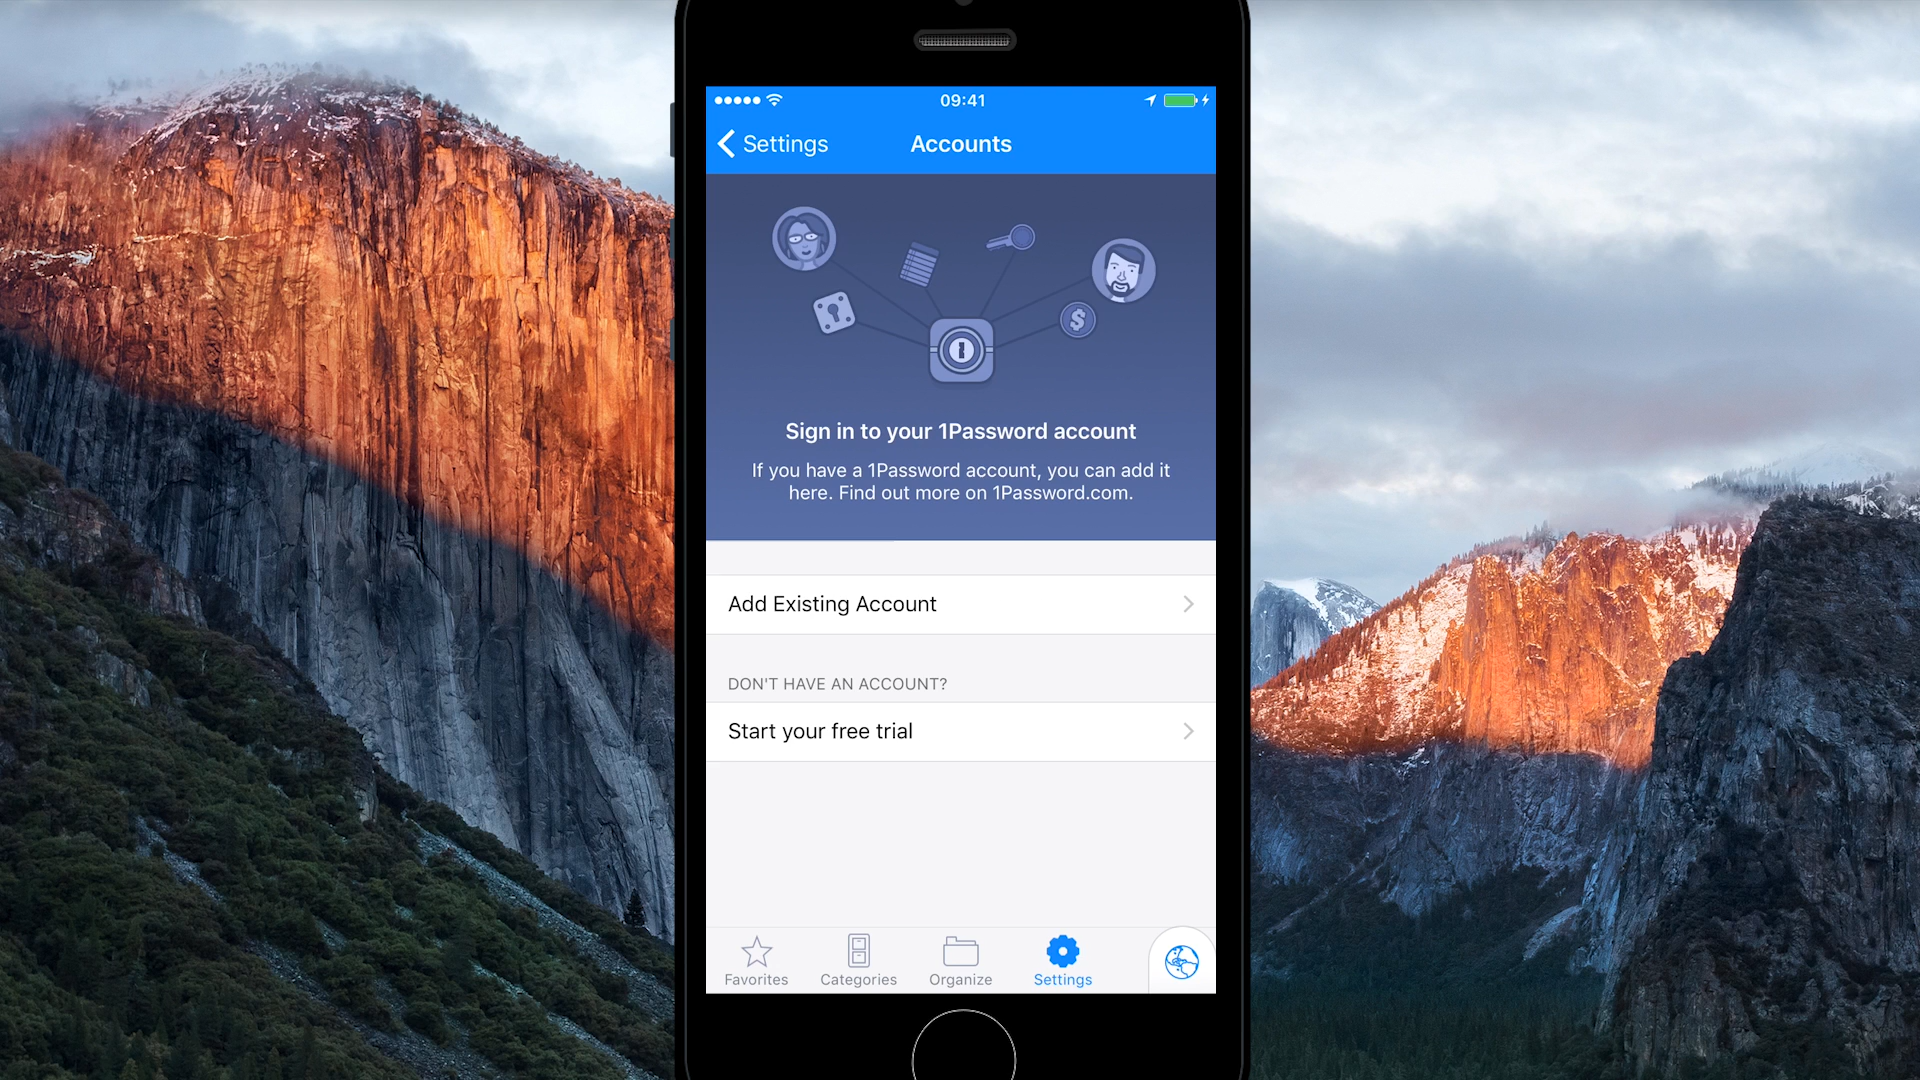 09:41
Settings
Accounts
$
Sign in to your 1Password account
If you have a 1Password account, you can add it
here. Find out more on 1Password.com.
Add Existing Account
DON'T HAVE AN ACCOUNT?
Start your free trial
Favorites
Categories
Organize
Settings